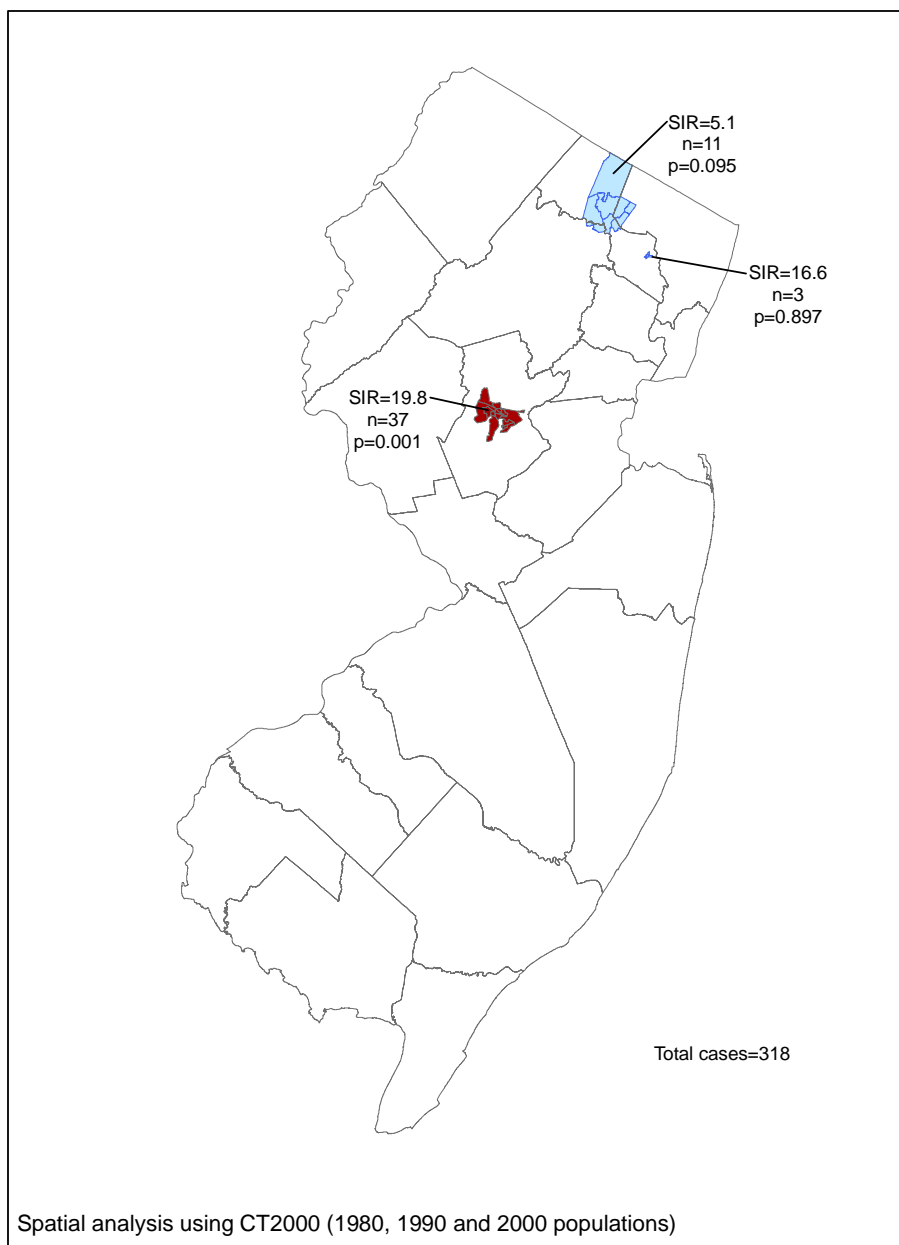 SIR=5.1
n=11
p=0.095
SIR=16.6
n=3
p=0.897
SIR=19.8
n=37
p=0.001
Total cases=318
Spatial analysis using CT2000 (1980, 1990 and 2000 populations)